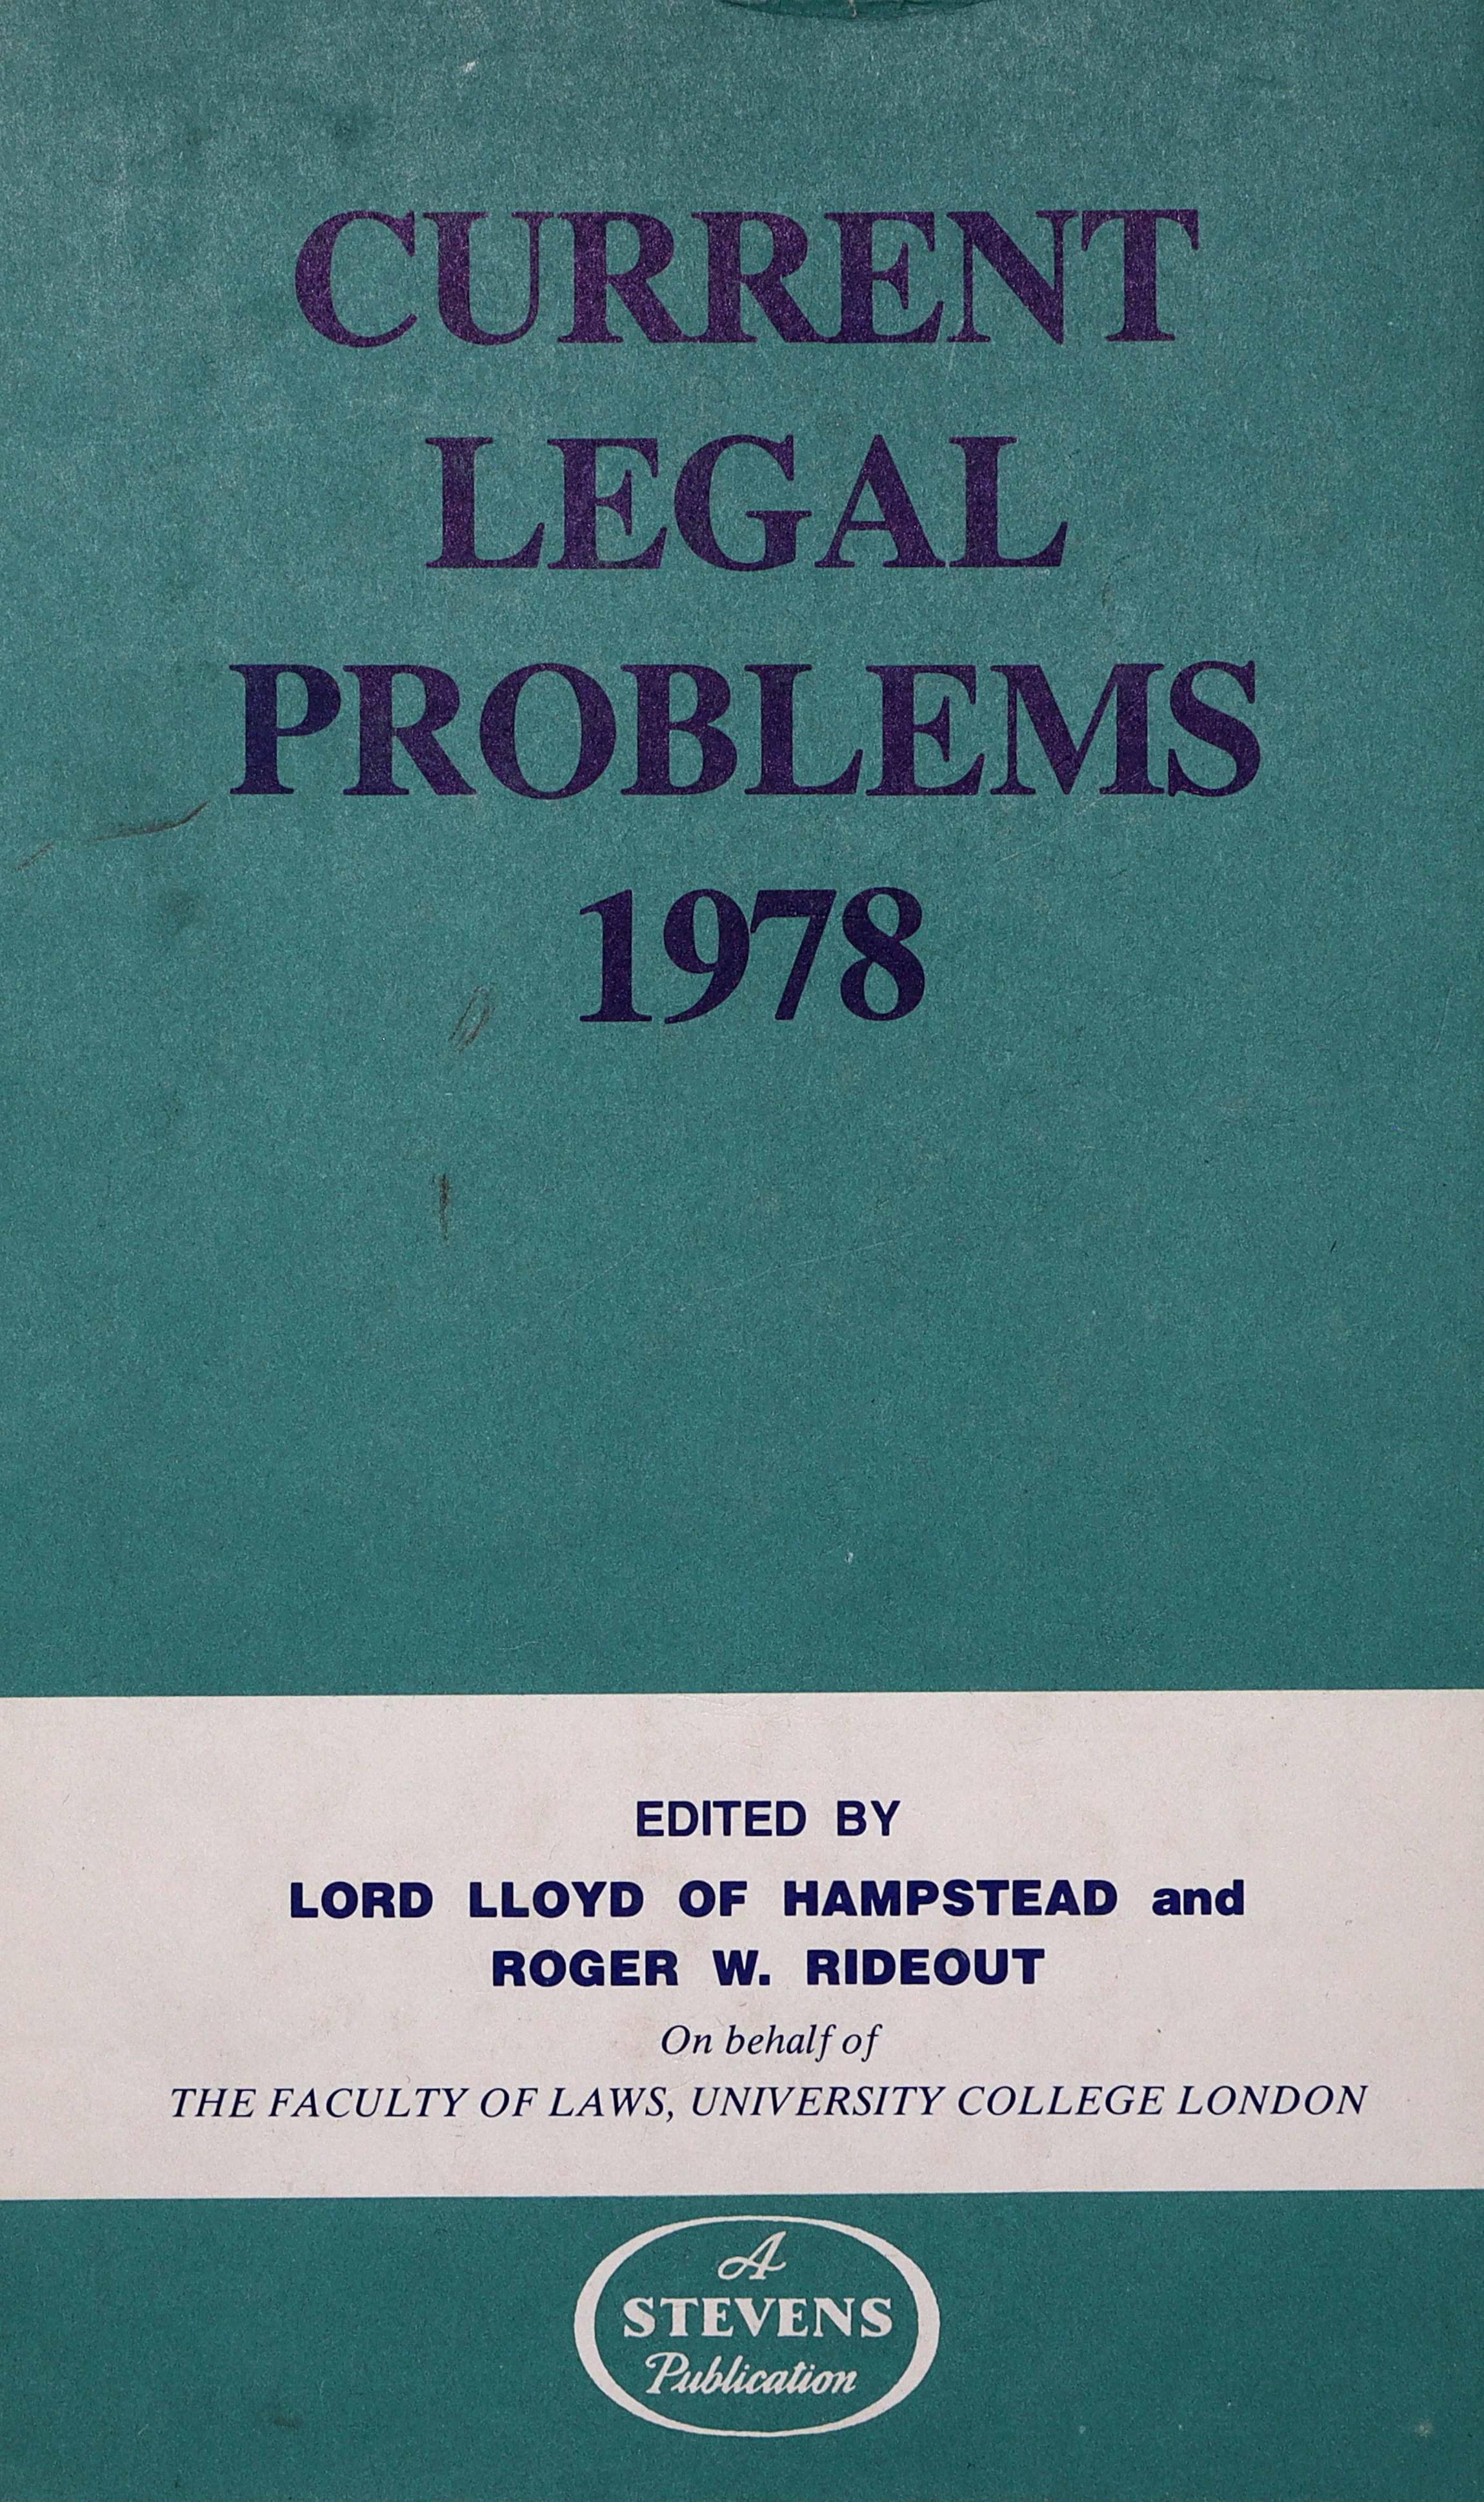 CURRENT
LEGAL
PROBLEMS
1978
EDITED BY
LORD LLOYD OF HAMPSTEAD and
ROGER W. RIDEOUT
On behalf of
THE FACULTY OF LAWS, UNIVERSITY COLLEGE LONDON
A
STEVENS
Publication